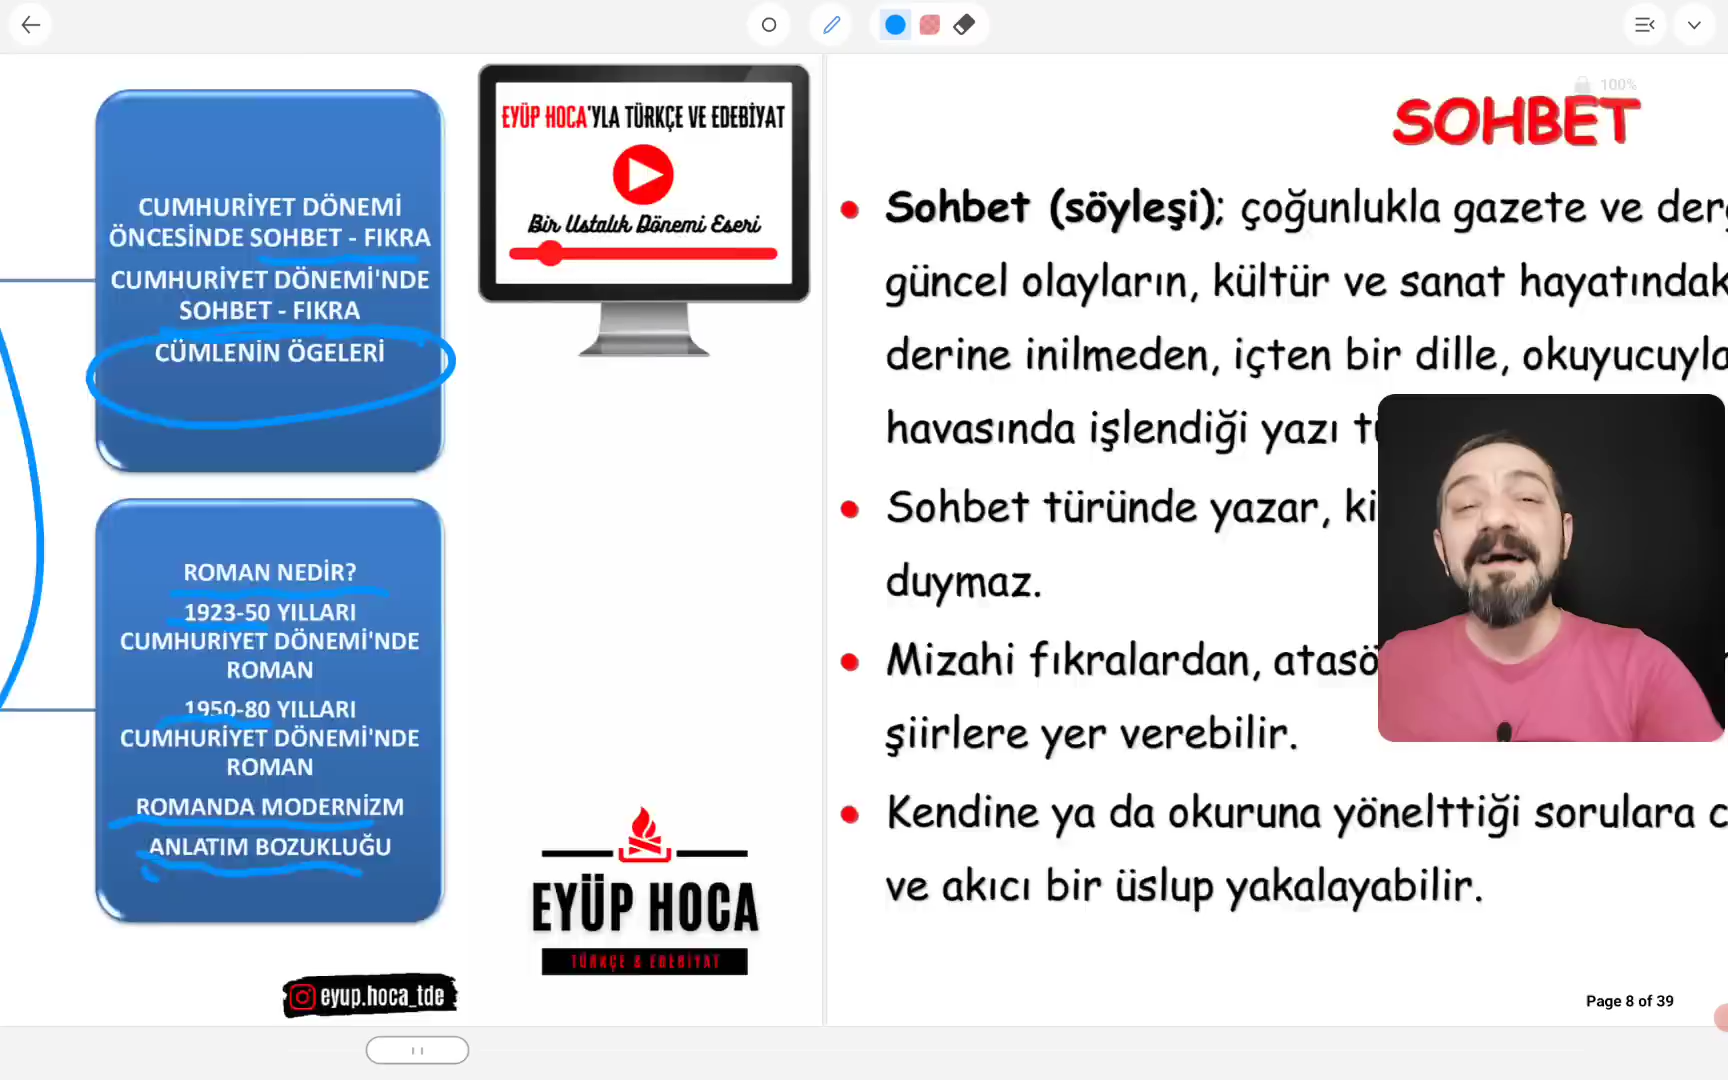 CUMHURİYET DÖNEMİ
ÖNCESİNDE SOHBET - FIKRA
CUMHURİYET DÖNEMİ'NDE
SOHBET - FIKRA
CÜMLENİN ÖGELERİ
ROMAN NEDİR?
1923-50 YILLARI
CUMHURIYET DÖNEMİ'NDE
ROMAN
1950-80 YILLARI
CUMHURİYET DÖNEMİ'NDE
ROMAN
ROMANDA MODERNİZM
ANLATIM BOZUKLUĞU
eyup.hoca_tde
EYÜP HOCA'YLA TÜRKÇE VE EDEBİYAT
Bir Ustalık Dönemi Eseri
EYÜP HOCA
TÜRKÇE & EDEBİYAT
100%
SOHBET
Sohbet (söyleşi); çoğunlukla gazete ve
güncel olayların, kültür ve sanat hayatındak
derine inilmeden, içten bir dille, okuyucuyla
havasında işlendiği yazı
Sohbet türünde yazar,
duymaz.
Mizahi fıkralardan,
şiirlere yer verebilir.
Kendine ya da okuruna yönelttiği sorulara
ve akıcı bir üslup yakalayabilir.
Page 8 of 39